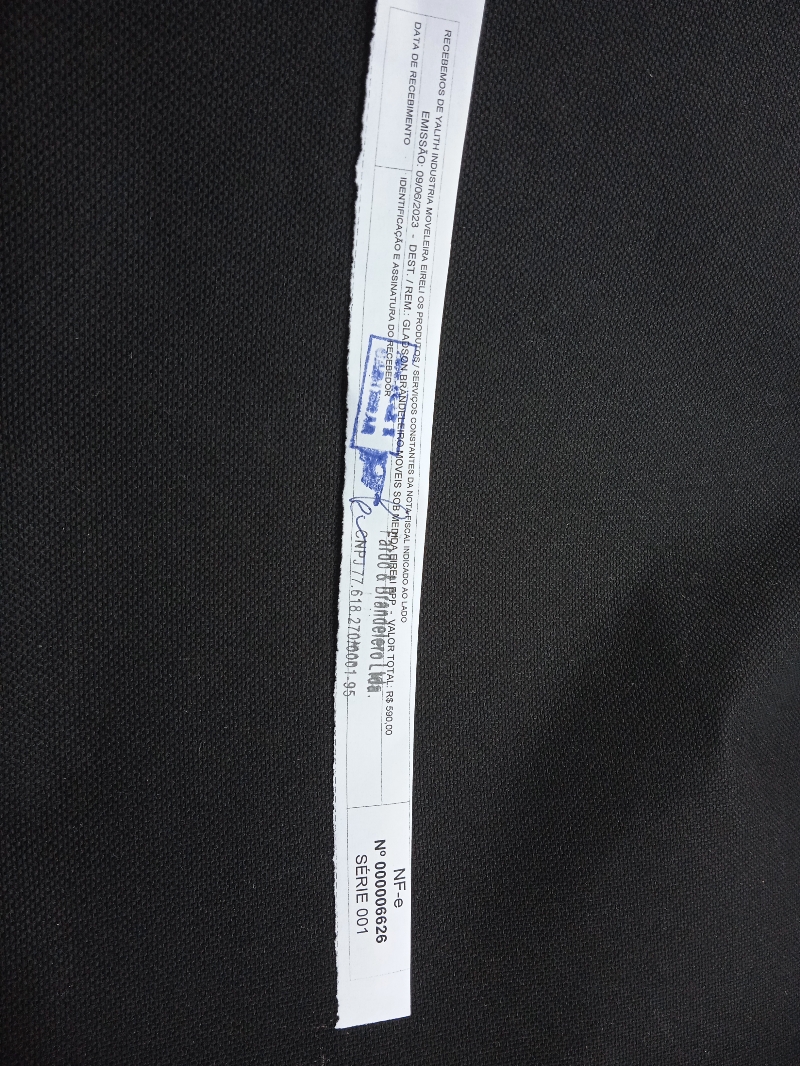 RECEBEMOS DE YALITH INDUSTRIA MOVELEIRA EIRELI OS PRODUTOS / SERVIÇOS CONSTANTES DA NOTA FISCAL INDICADO AO LADO
EMISSÃO: 09/06/2023 - DEST. / REM.: GLADSON BRANDELEIRO MOVEIS SOB MEDIDA EIRELI EPP - VALOR TOTAL: R$ 590,00
DATA DE RECEBIMENTO
IDENTIFICAÇÃO E ASSINATURA DO RECEBEDOR
& Brandelero Ltda.
CNPJ 77.618.270/0001-95
NF-e
Nº 000006626
SÉRIE 001